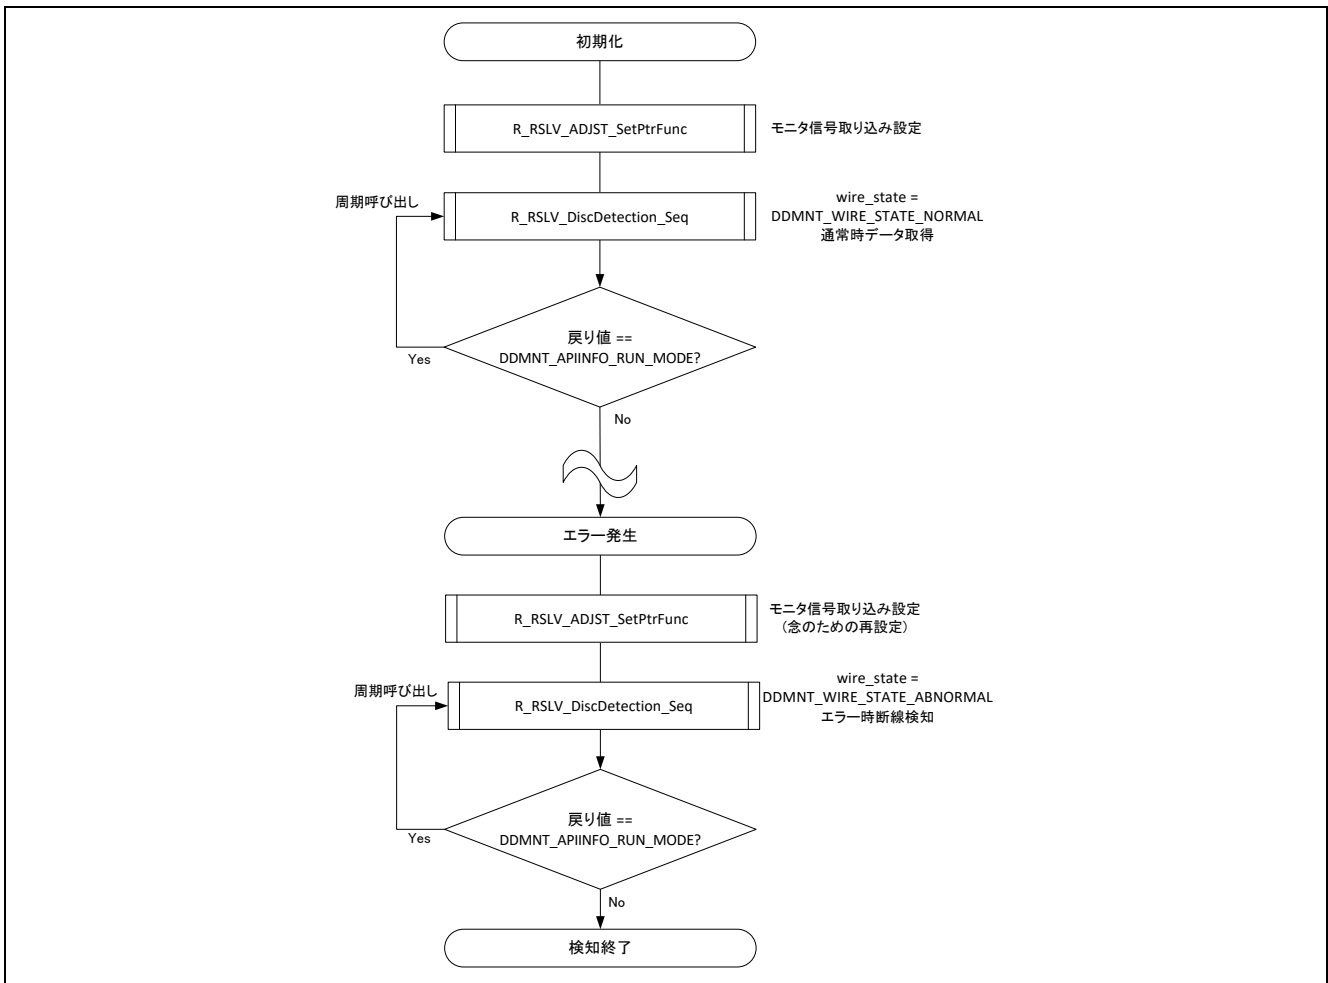 初期化
R_RSLV_ADJST_SetPtrFunc
モニタ信号取り込み設定
周期呼び出し
R_RSLV_DiscDetection_Seq
wire_state =
DDMNT_WIRE_STATE_NORMAL
通常時データ取得
戻り値 ==
DDMNT_APIINFO_RUN_MODE?
Yes
No
エラー発生
R_RSLV_ADJST_SetPtrFunc
モニタ信号取り込み設定
(念のための再設定)
周期呼び出し
R_RSLV_DiscDetection_Seq
wire_state =
DDMNT_WIRE_STATE_ABNORMAL
エラー時断線検知
戻り値 ==
DDMNT_APIINFO_RUN_MODE?
Yes
No
検知終了